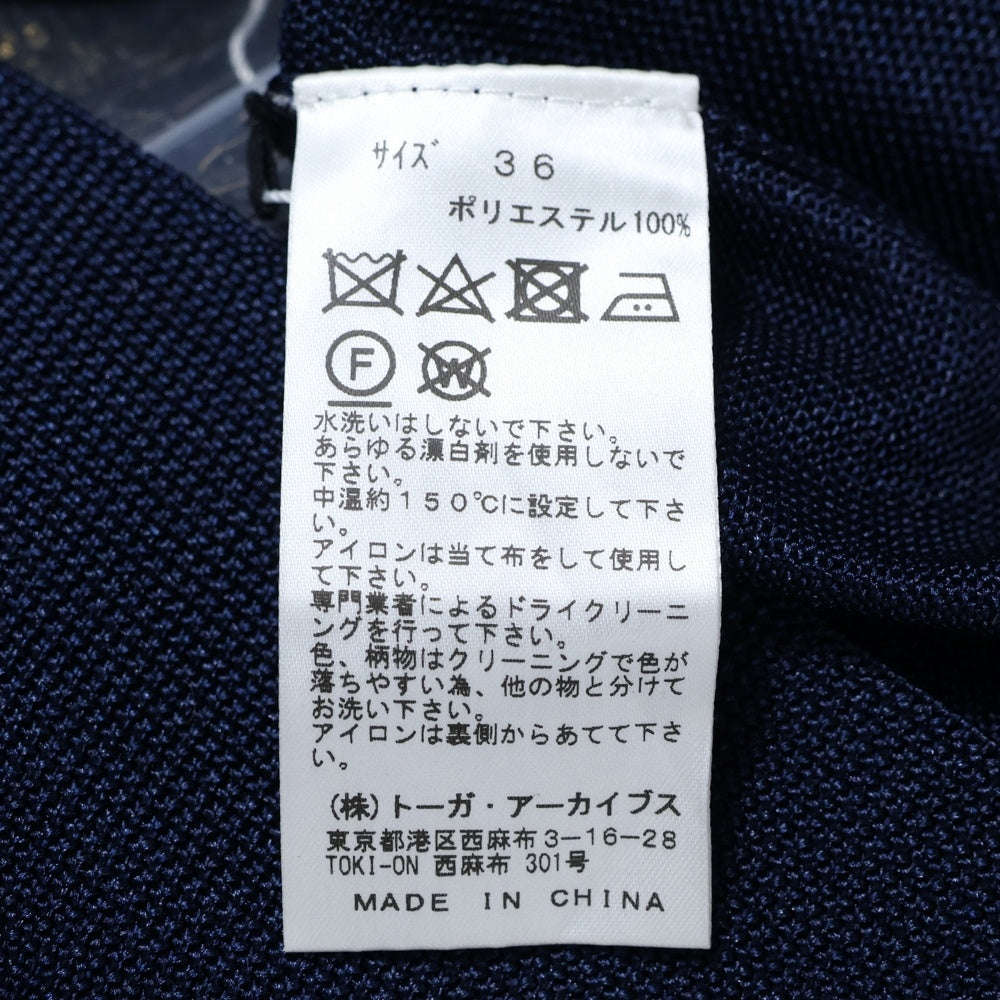 サイズ 36
ポリエステル100%
F
W
水洗いはしないで下さい。
あらゆる漂白剤を使用しないで
下さい。
中温約150℃に設定して下さ
い。
アイロンは当て布をして使用し
て下さい。
専門業者によるドライクリーニ
ングを行って下さい。
色、柄物はクリーニングで色が
落ちやすい為、他の物と分けて
お洗い下さい。
アイロンは裏側からあてて下さ
い。
(株)トーガ・アーカイブス
東京都港区西麻布3-16-28
TOKI-ON 西麻布 301号
MADE IN CHINA